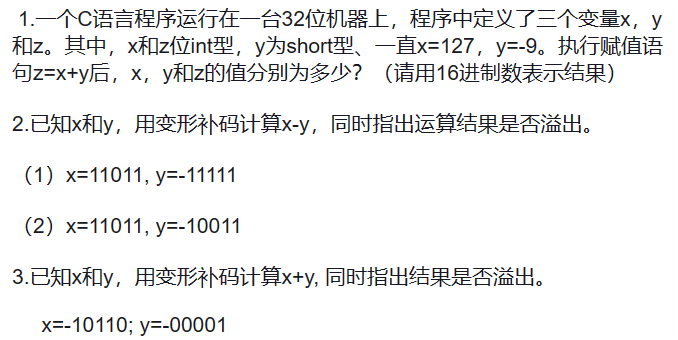 1.一个C语言程序运行在一台32位机器上，程序中定义了三个变量x，y
和z。其中，x和z位int型，y为short型、一直x=127，y=-9。执行赋值语
句z=x+y后，x，y和z的值分别为多少？（请用16进制数表示结果）
2.已知x和y，用变形补码计算x-y，同时指出运算结果是否溢出。
（1）x=11011, y=-11111
（2）x=11011, y=-10011
3.已知x和y，用变形补码计算x+y, 同时指出结果是否溢出。
x=-10110; y=-00001